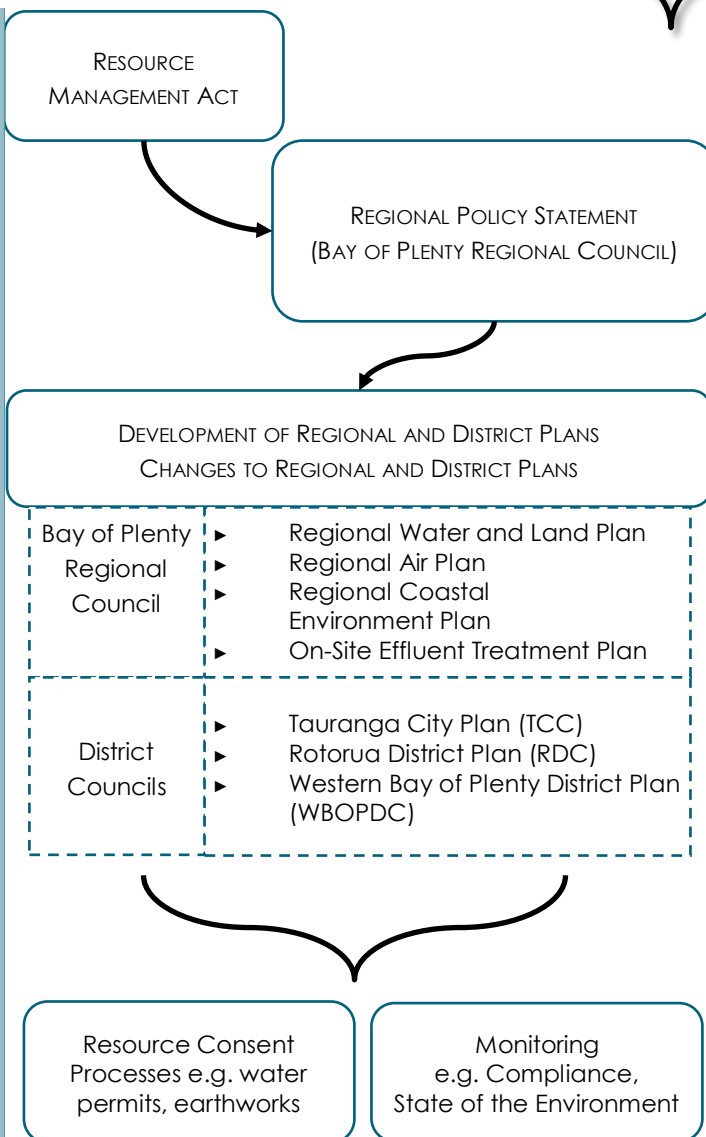 RESOURCE
MANAGEMENT ACT
REGIONAL POLICY STATEMENT
(BAY OF PLENTY REGIONAL COUNCIL)
DEVELOPMENT OF REGIONAL AND DISTRICT PLANS
CHANGES TO REGIONAL AND DISTRICT PLANS
Bay of Plenty
Regional
Council
► Regional Water and Land Plan
► Regional Air Plan
► Regional Coastal
Environment Plan
► On-Site Effluent Treatment Plan
District
Councils
► Tauranga City Plan (TCC)
► Rotorua District Plan (RDC)
► Western Bay of Plenty District Plan
(WBOPDC)
Resource Consent
Processes e.g. water
permits, earthworks
Monitoring
e.g. Compliance,
State of the Environment